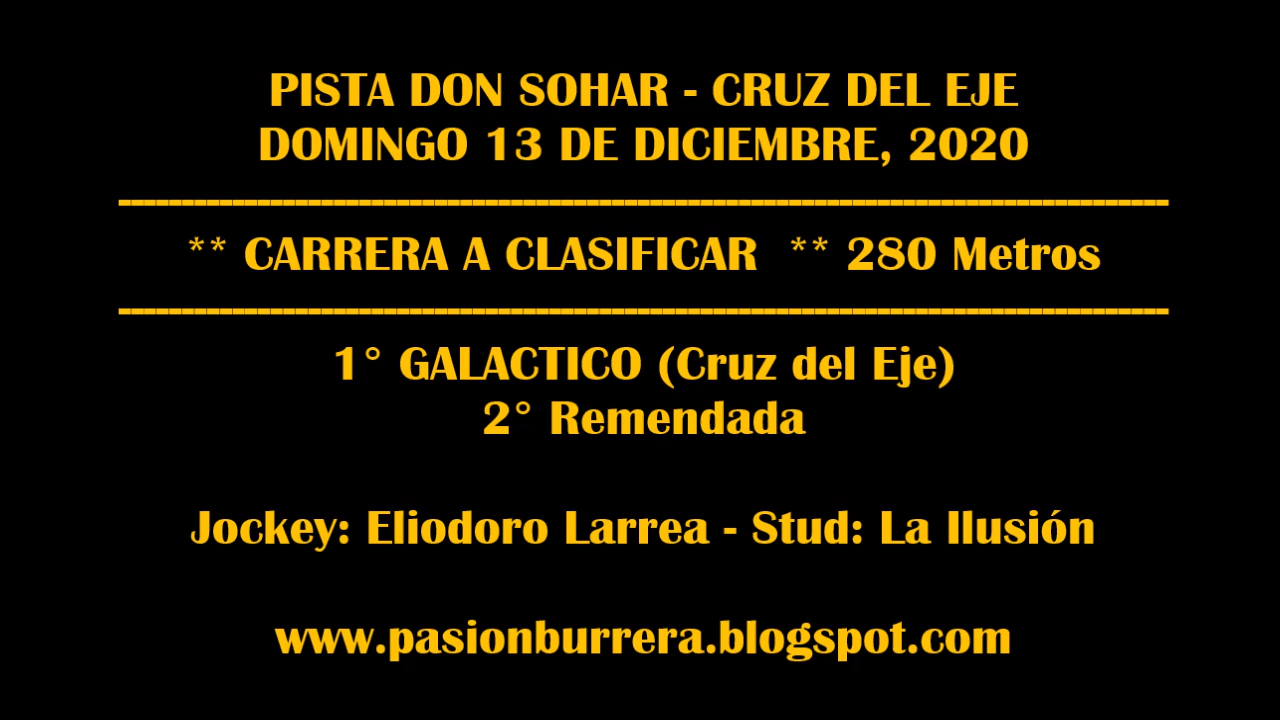 PISTA DON SOHAR - CRUZ DEL EJE
DOMINGO 13 DE DICIEMBRE, 2020
----------------------------------------------------------------------------------
** CARRERA A CLASIFICAR ** 280 Metros
----------------------------------------------------------------------------------
1° GALACTICO (Cruz del Eje)
2° Remendada
Jockey: Eliodoro Larrea - Stud: La Ilusión
www.pasionburrera.blogspot.com